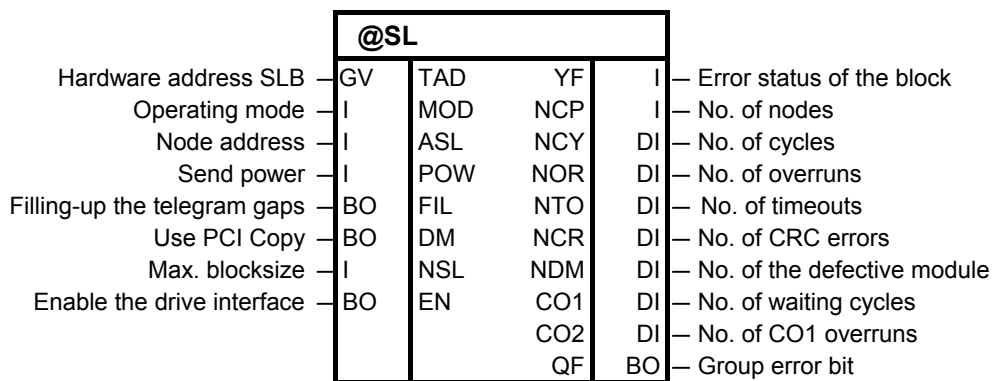 @SL
Hardware address SLB — GV TAD YF I — Error status of the block
Operating mode — I MOD NCP I — No. of nodes
Node address — I ASL NCY DI — No. of cycles
Send power — I POW NOR DI — No. of overruns
Filling-up the telegram gaps — BO FIL NTO DI — No. of timeouts
Use PCI Copy — BO DM NCR DI — No. of CRC errors
Max. blocksize — I NSL NDM DI — No. of the defective module
Enable the drive interface — BO EN CO1 DI — No. of waiting cycles
CO2 DI — No. of CO1 overruns
QF BO — Group error bit